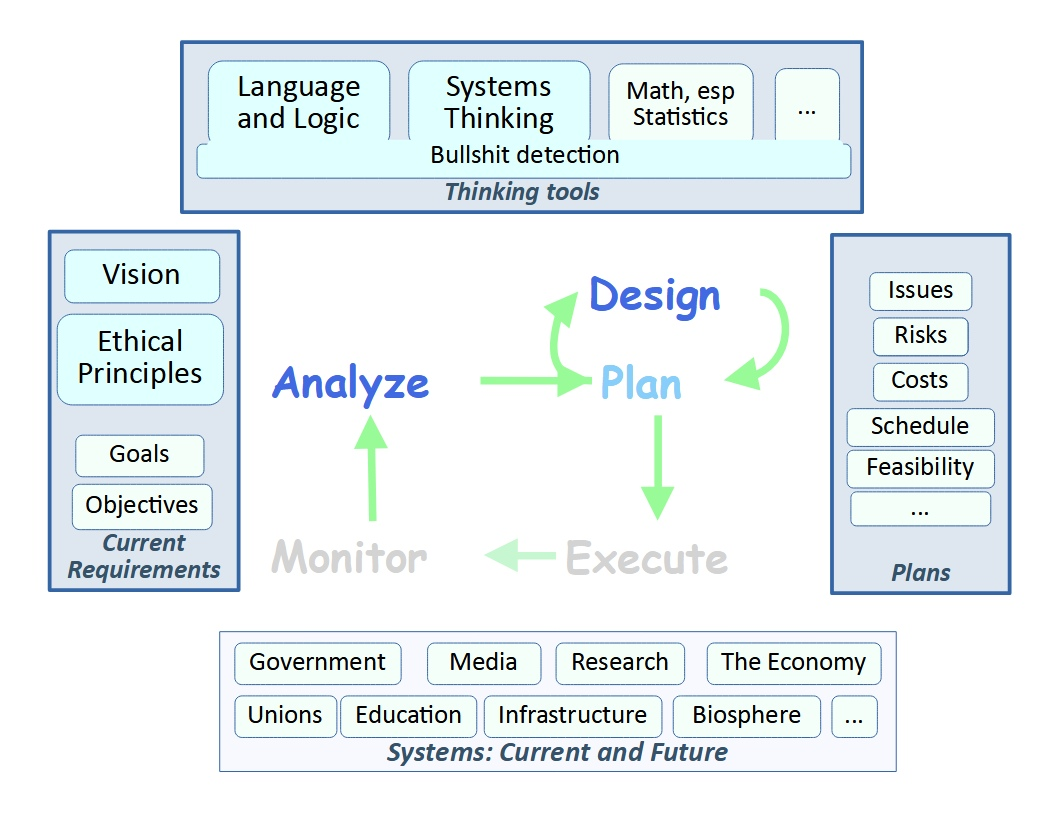 Language
and Logic
Systems
Thinking
Math, esp
Statistics
...
Bullshit detection
Thinking tools
Vision
Ethical
Principles
Goals
Objectives
Current
Requirements
Design
Analyze
Plan
Monitor
Execute
Issues
Risks
Costs
Schedule
Feasibility
...
Plans
Government
Media
Research
The Economy
Unions
Education
Infrastructure
Biosphere
...
Systems: Current and Future